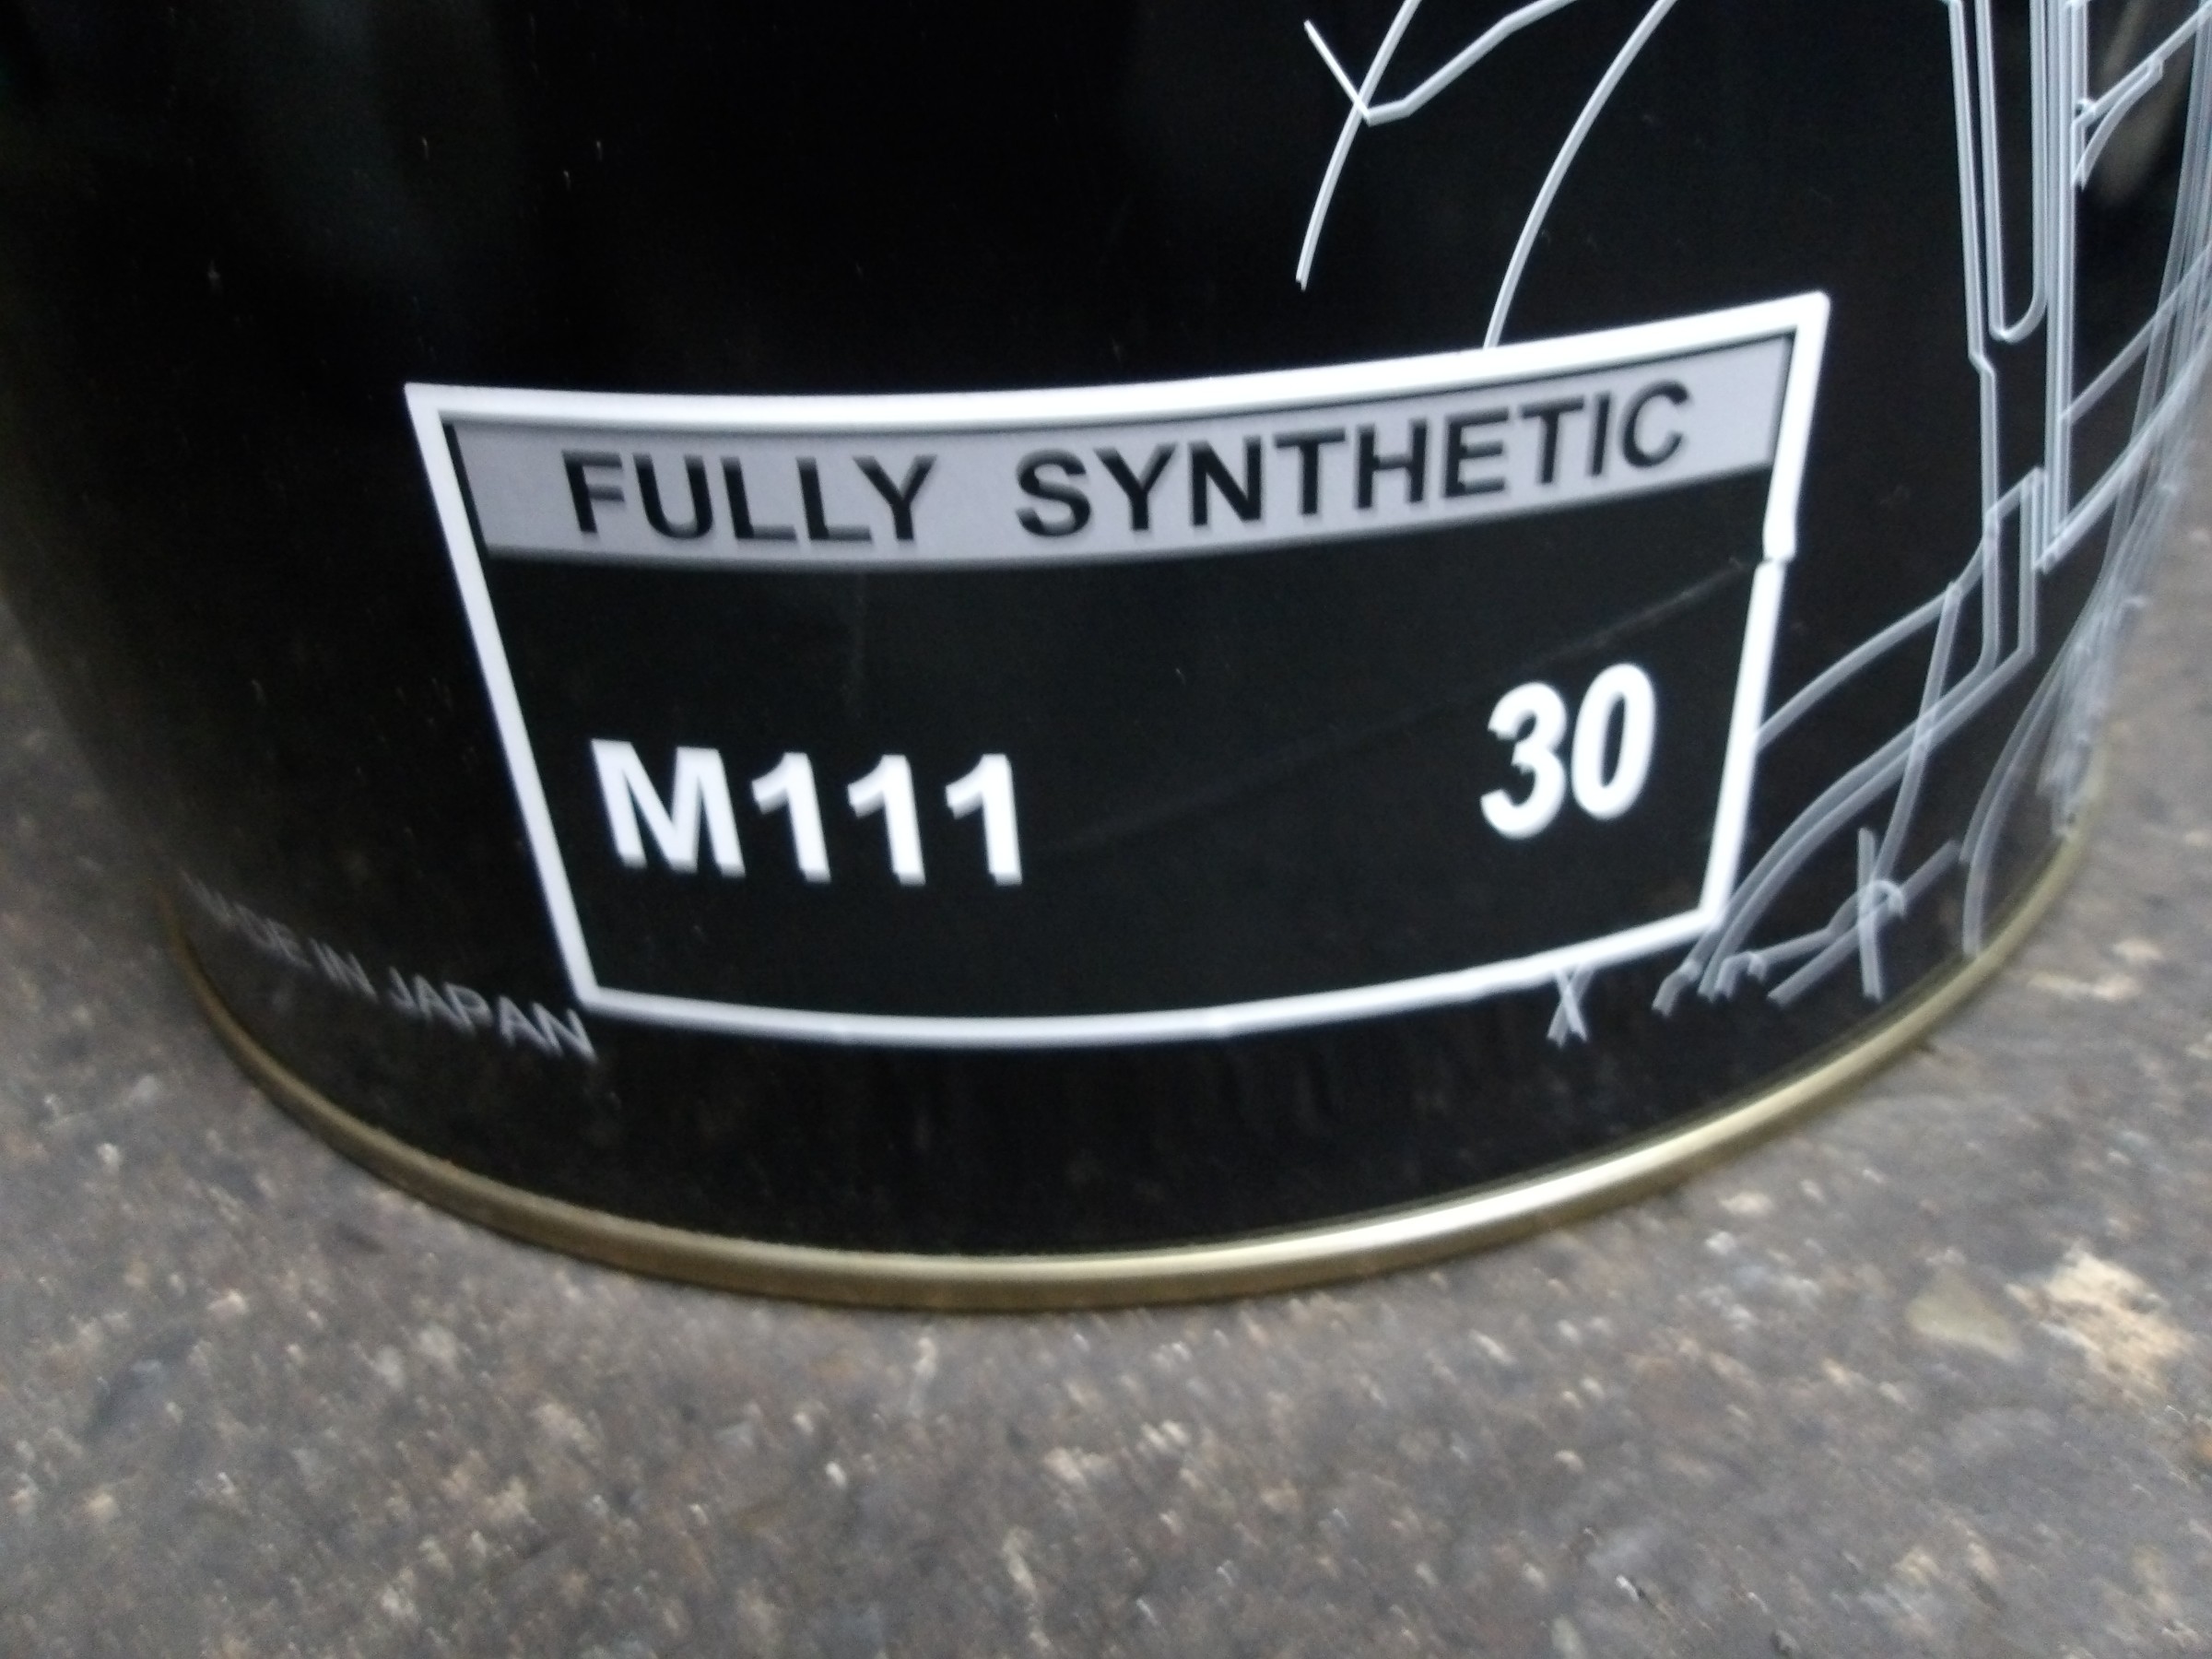 FULLY SYNTHETIC
M111 30
MADE IN JAPAN